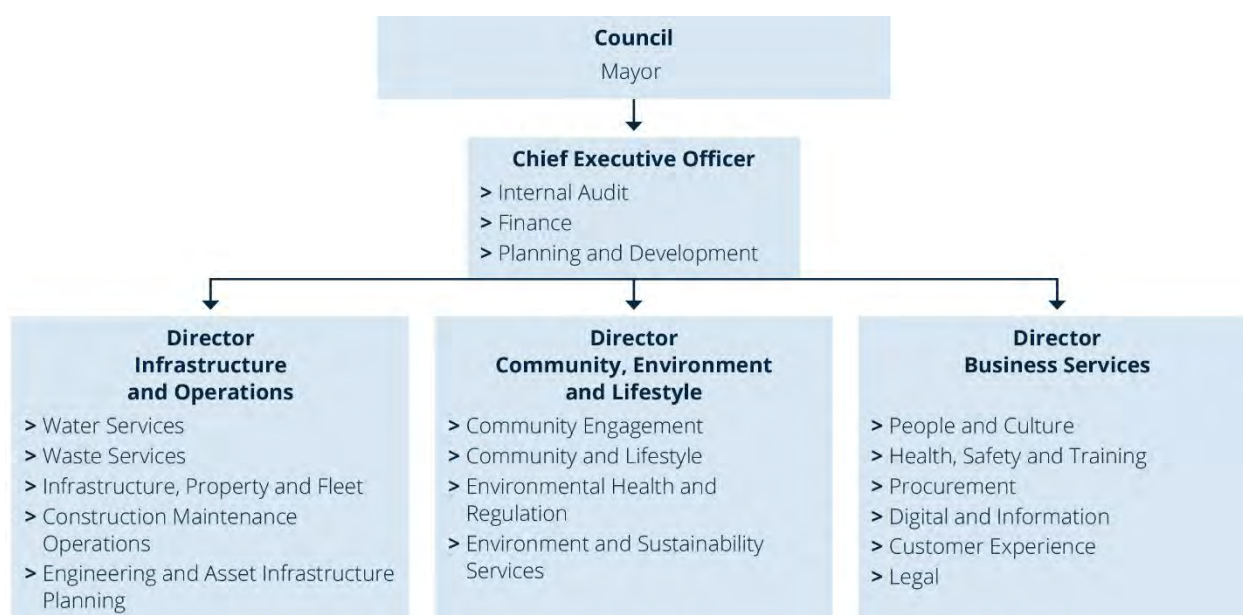 Council
Mayor
Chief Executive Officer
> Internal Audit
> Finance
> Planning and Development
Director
Infrastructure
and Operations
> Water Services
> Waste Services
> Infrastructure, Property and Fleet
> Construction Maintenance
Operations
> Engineering and Asset Infrastructure
Planning
Director
Community, Environment
and Lifestyle
> Community Engagement
> Community and Lifestyle
> Environmental Health and
Regulation
> Environment and Sustainability
Services
Director
Business Services
> People and Culture
> Health, Safety and Training
> Procurement
> Digital and Information
> Customer Experience
> Legal